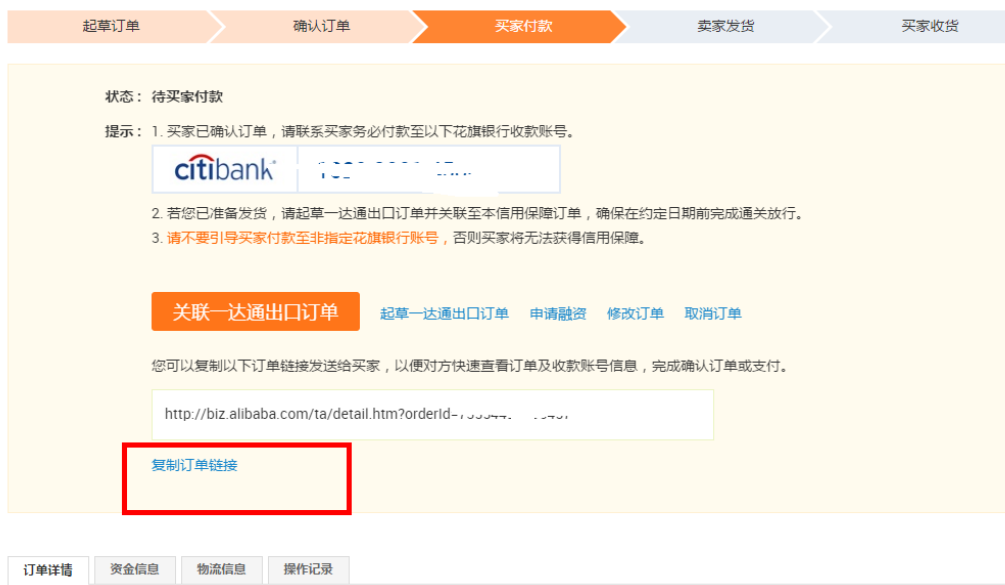 起草订单 确认订单 买家付款 卖家发货 买家收货
状态: 待买家付款
提示: 1. 买家已确认订单,请联系买家务必付款至以下花旗银行收款账号。
citibank
2. 若您已准备发货,请起草一达通出口订单并关联至本信用保障订单,确保在约定日期前完成通关放行。
3. 请不要引导买家付款至非指定花旗银行账号,否则买家将无法获得信用保障。
关联一达通出口订单 起草一达通出口订单 申请融资 修改订单 取消订单
您可以复制以下订单链接发送给买家,以便对方快速查看订单及收款账号信息,完成确认订单或支付。
http://biz.alibaba.com/ta/detail.htm?orderId=
复制订单链接
订单详情 资金信息 物流信息 操作记录